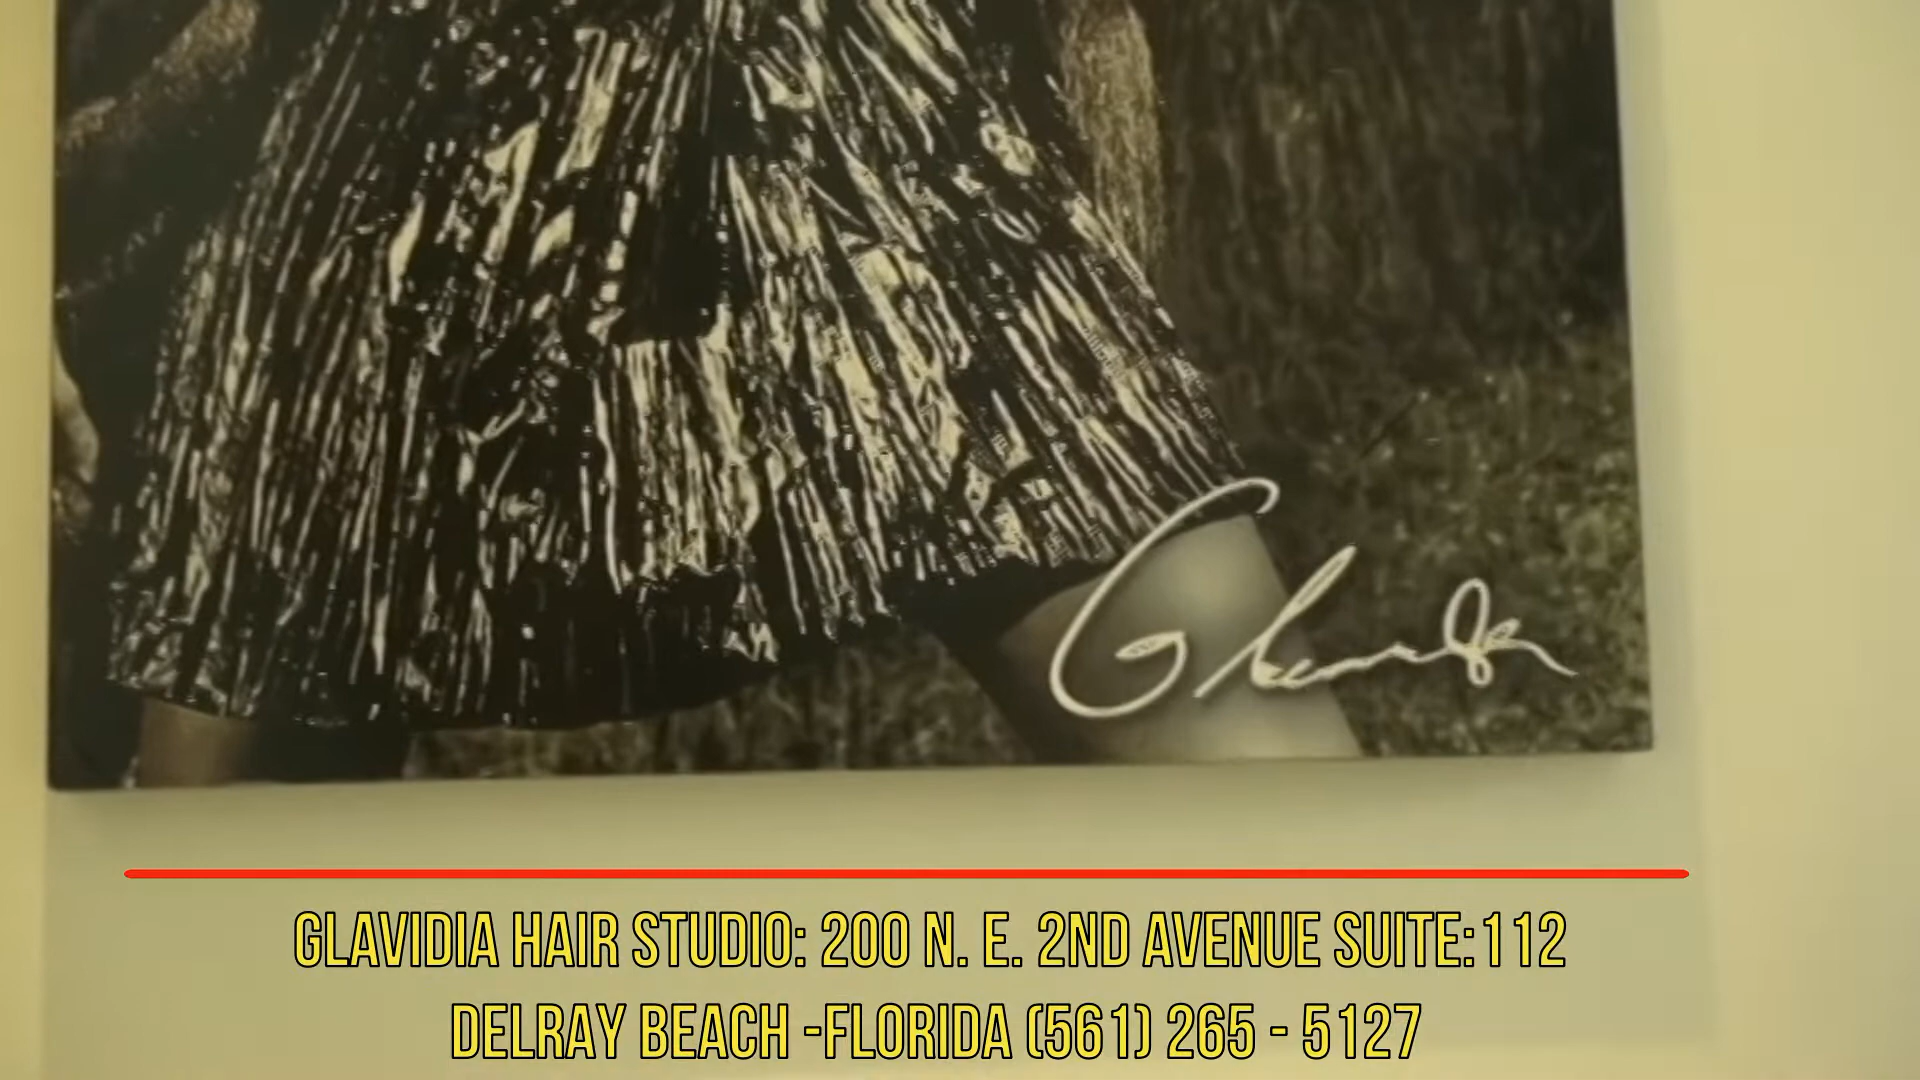 GLAVIDIA HAIR STUDIO: 200 N. E. 2ND AVENUE SUITE:112
DELRAY BEACH -FLORIDA (561) 265 - 5127